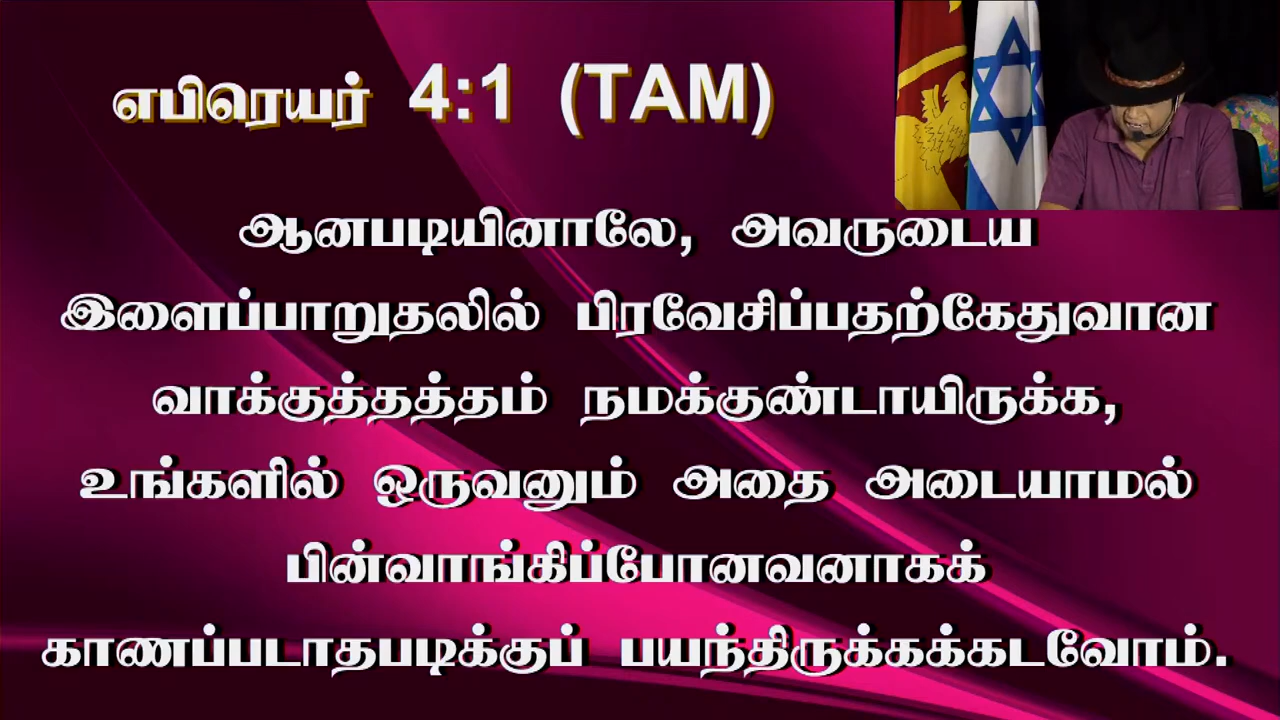 எபிரெயர் 4:1 (TAM)
ஆனபடியினாலே, அவருடைய
இளைப்பாறுதலில் பிரவேசிப்பதற்கேதுவான
வாக்குத்தத்தம் நமக்குண்டாயிருக்க,
உங்களில் ஒருவனும் அதை அடையாமல்
பின்வாங்கிப்போனவனாகக்
காணப்படாதபடிக்குப் பயந்திருக்கக்கடவோம்.